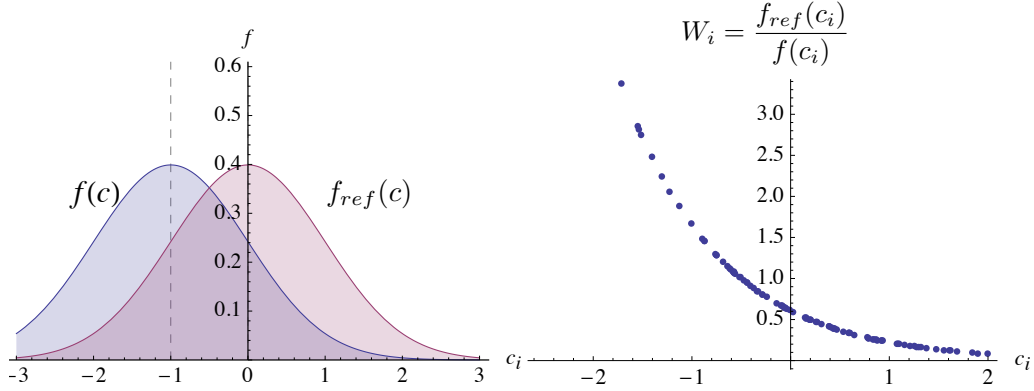 f
0.6
0.5
0.4
0.3
0.2
0.1
f(c)
f_ref(c)
−3 −2 −1 0 1 2 3
W_i = f_ref(c_i) / f(c_i)
3.0
2.5
2.0
1.5
1.0
0.5
c_i −2 −1 1 2 c_i